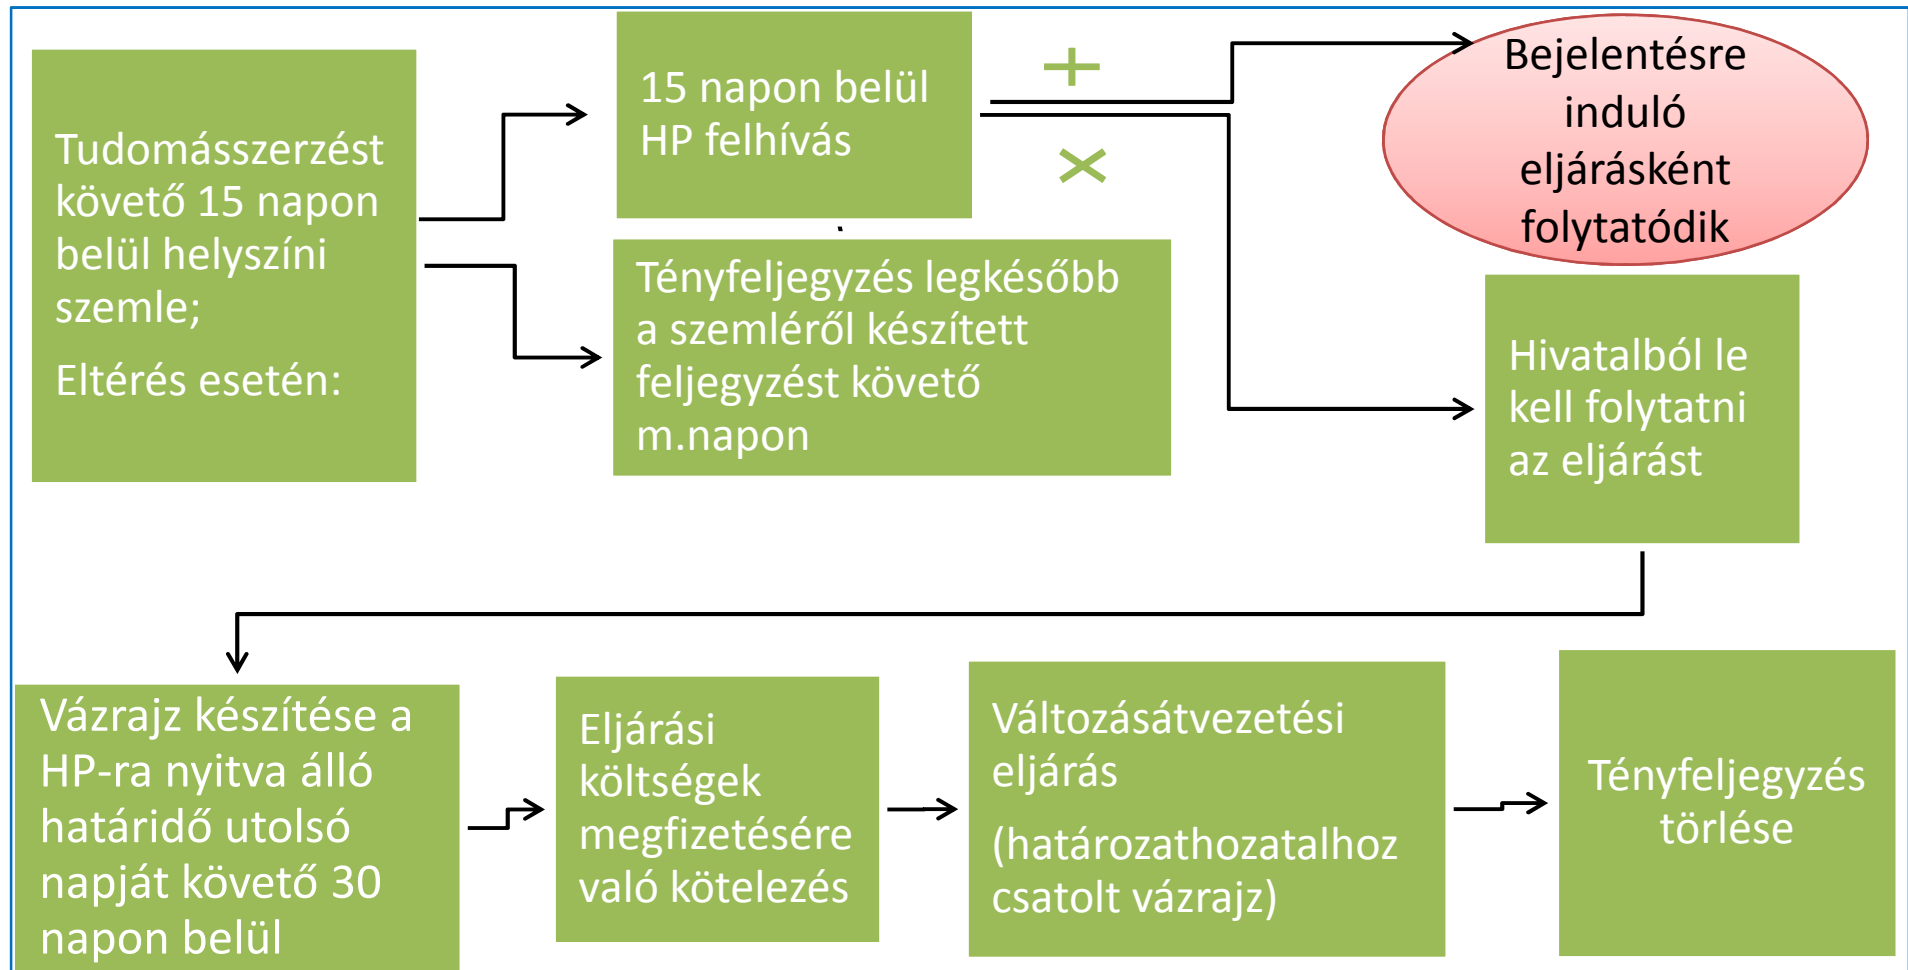 Tudomásszerzést
követő 15 napon
belül helyszíni
szemle;
Eltérés esetén:
15 napon belül
HP felhívás
Tényfeljegyzés legkésőbb
a szemléről készített
feljegyzést követő
m.napon
Bejelentésre
induló
eljárásként
folytatódik
Hivatalból le
kell folytatni
az eljárást
Vázrajz készítése a
HP-ra nyitva álló
határidő utolsó
napját követő 30
napon belül
Eljárási
költségek
megfizetésére
való kötelezés
Változásátvezetési
eljárás
(határozathozatalhoz
csatolt vázrajz)
Tényfeljegyzés
törlése